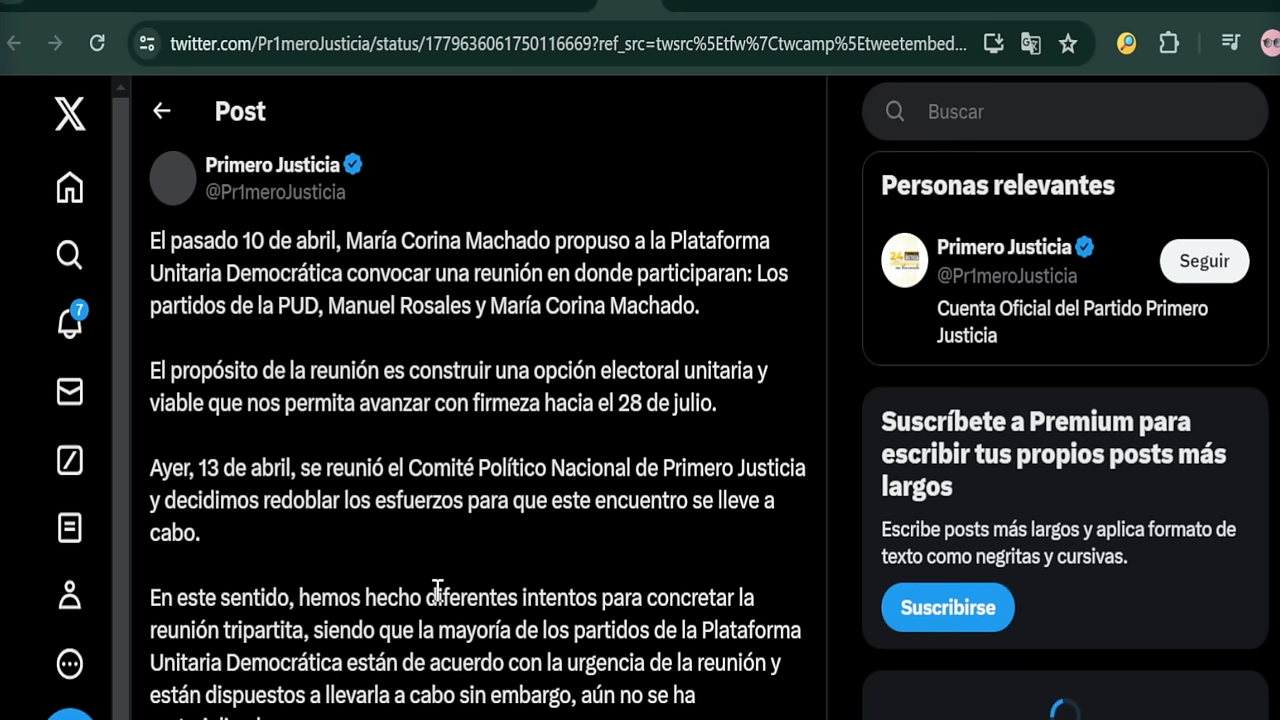 twitter.com/Pr1meroJusticia/status/1779636061750116669?ref_src=twsrc%5Etfw%7Ctwcamp%5Etweetembed...
Post
Primero Justicia
@Pr1meroJusticia
El pasado 10 de abril, María Corina Machado propuso a la Plataforma
Unitaria Democrática convocar una reunión en donde participaran: Los
partidos de la PUD, Manuel Rosales y María Corina Machado.
El propósito de la reunión es construir una opción electoral unitaria y
viable que nos permita avanzar con firmeza hacia el 28 de julio.
Ayer, 13 de abril, se reunió el Comité Político Nacional de Primero Justicia
y decidimos redoblar los esfuerzos para que este encuentro se lleve a
cabo.
En este sentido, hemos hecho diferentes intentos para concretar la
reunión tripartita, siendo que la mayoría de los partidos de la Plataforma
Unitaria Democrática están de acuerdo con la urgencia de la reunión y
están dispuestos a llevarla a cabo sin embargo, aún no se ha
7
Buscar
Personas relevantes
Primero Justicia
@Pr1meroJusticia
Seguir
Cuenta Oficial del Partido Primero
Justicia
Suscríbete a Premium para
escribir tus propios posts más
largos
Escribe posts más largos y aplica formato de
texto como negritas y cursivas.
Suscribirse